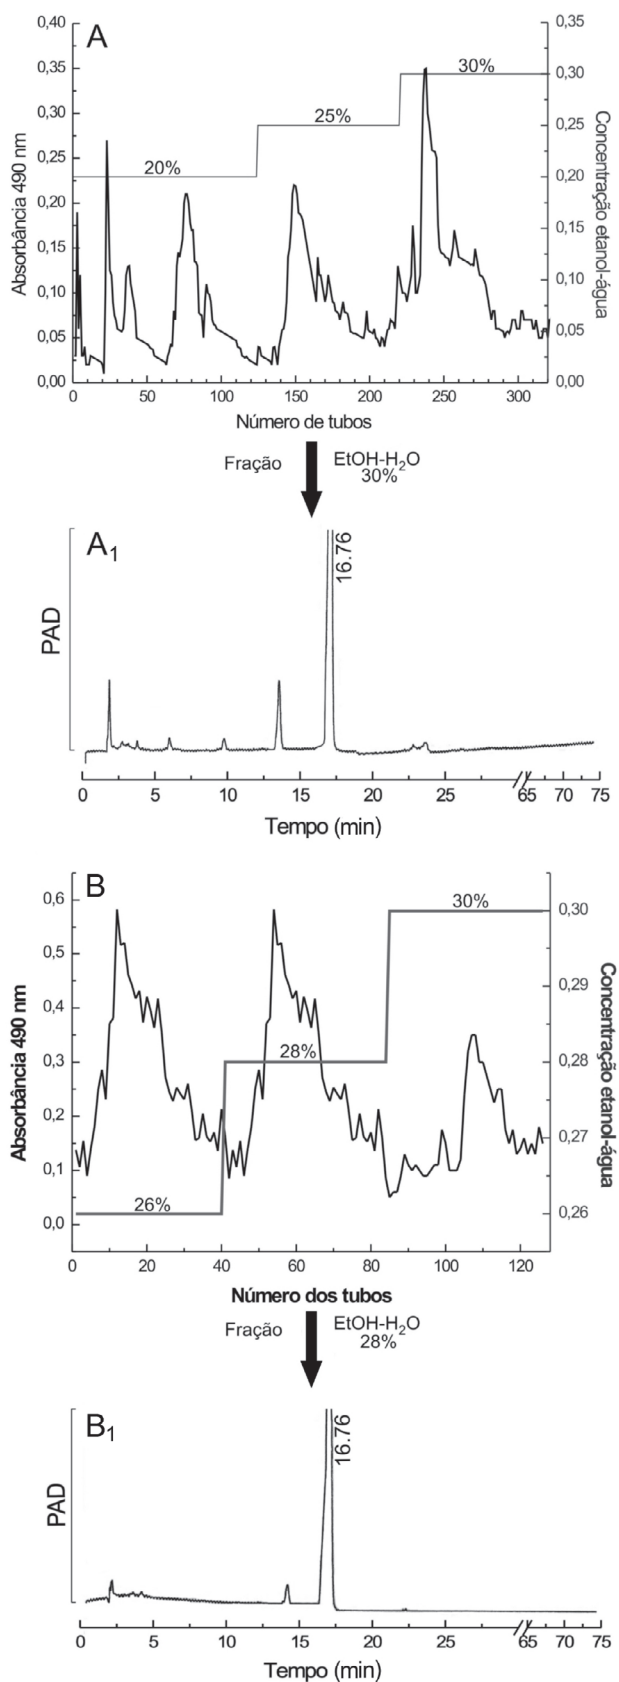 A
0,40
0,35
0,30
0,25
0,20
0,15
0,10
0,05
0,00
Absorbância 490 nm
20%
25%
30%
0,35
0,30
0,25
0,20
0,15
0,10
0,05
0,00
Concentração etanol-água
0 50 100 150 200 250 300
Número de tubos
Fração
EtOH-H₂O
30%
A₁
PAD
16.76
0 5 10 15 20 25 65 70 75
Tempo (min)
B
0,6
0,5
0,4
0,3
0,2
0,1
0,0
Absorbância 490 nm
26%
28%
30%
0,30
0,29
0,28
0,27
0,26
Concentração etanol-água
0 20 40 60 80 100 120
Número dos tubos
Fração
EtOH-H₂O
28%
B₁
PAD
16.76
0 5 10 15 20 25 65 70 75
Tempo (min)